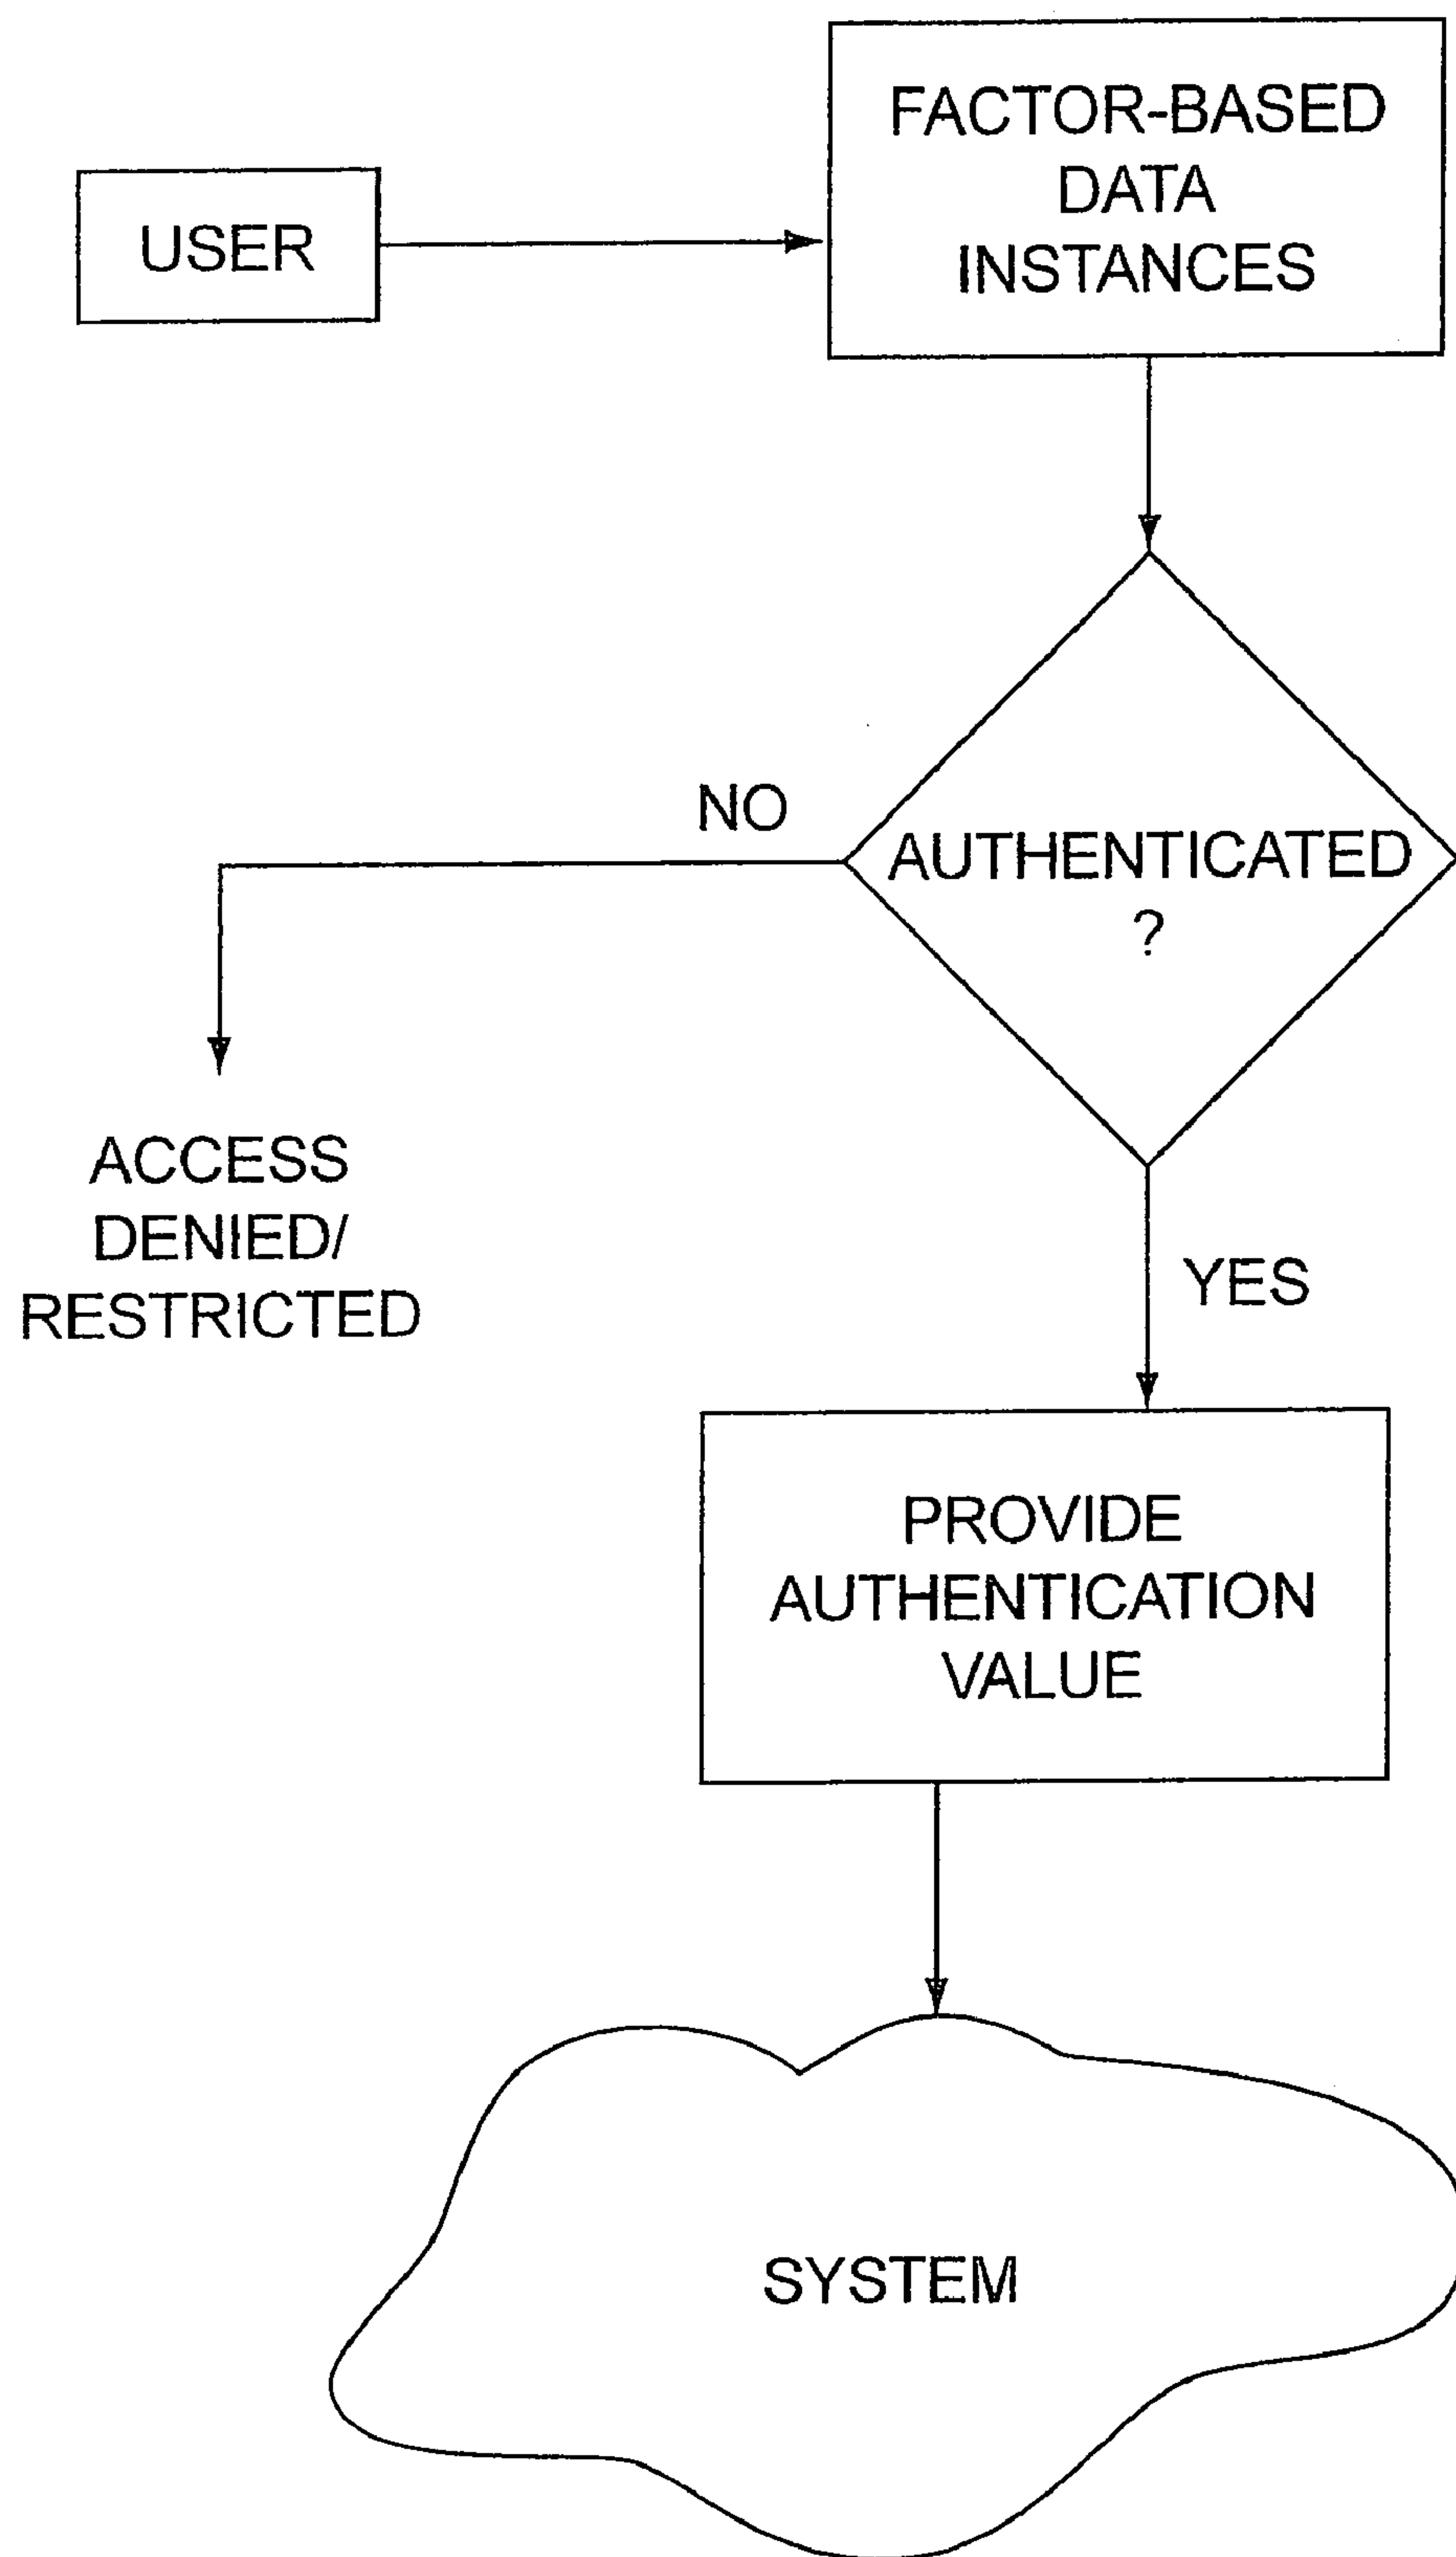 FACTOR-BASED
DATA
INSTANCES
USER
AUTHENTICATED
?
NO
ACCESS
DENIED/
RESTRICTED
YES
PROVIDE
AUTHENTICATION
VALUE
SYSTEM